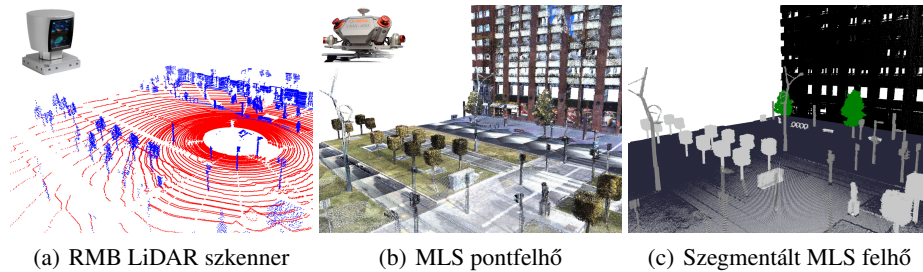 (a) RMB LiDAR szkenner
(b) MLS pontfelhő
(c) Szegmentált MLS felhő